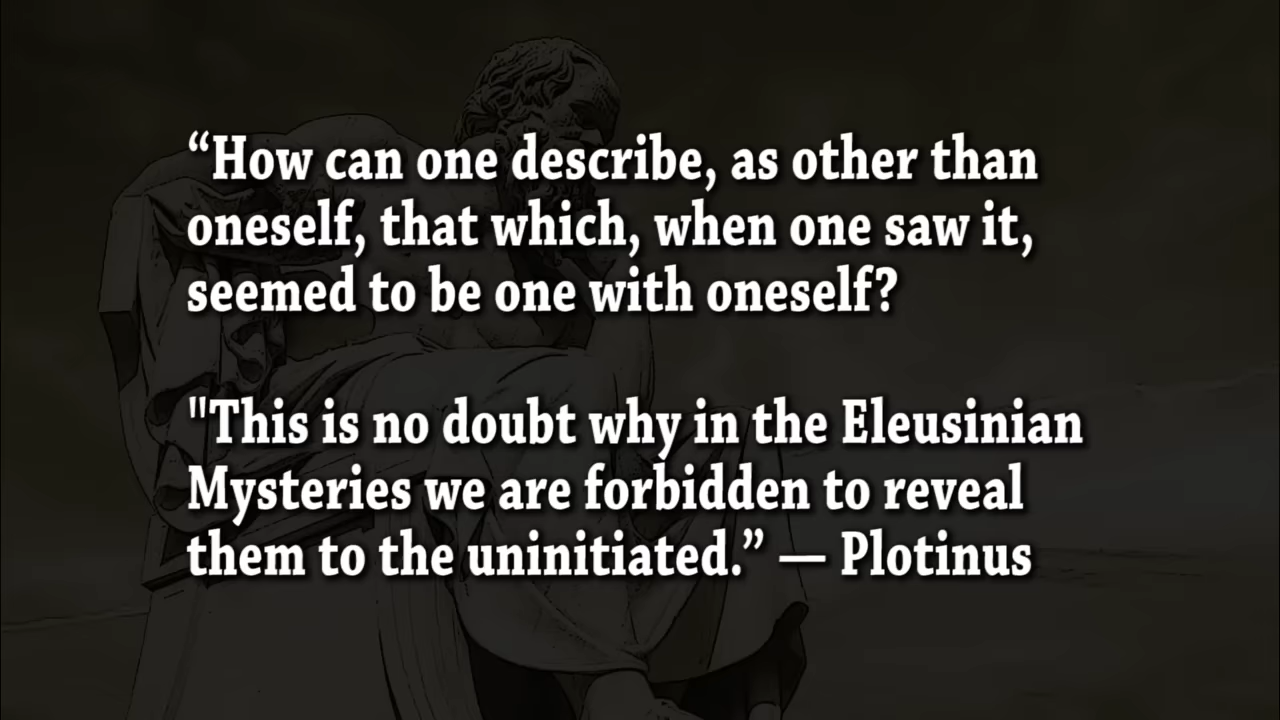 “How can one describe, as other than
oneself, that which, when one saw it,
seemed to be one with oneself?
"This is no doubt why in the Eleusinian
Mysteries we are forbidden to reveal
them to the uninitiated.” — Plotinus